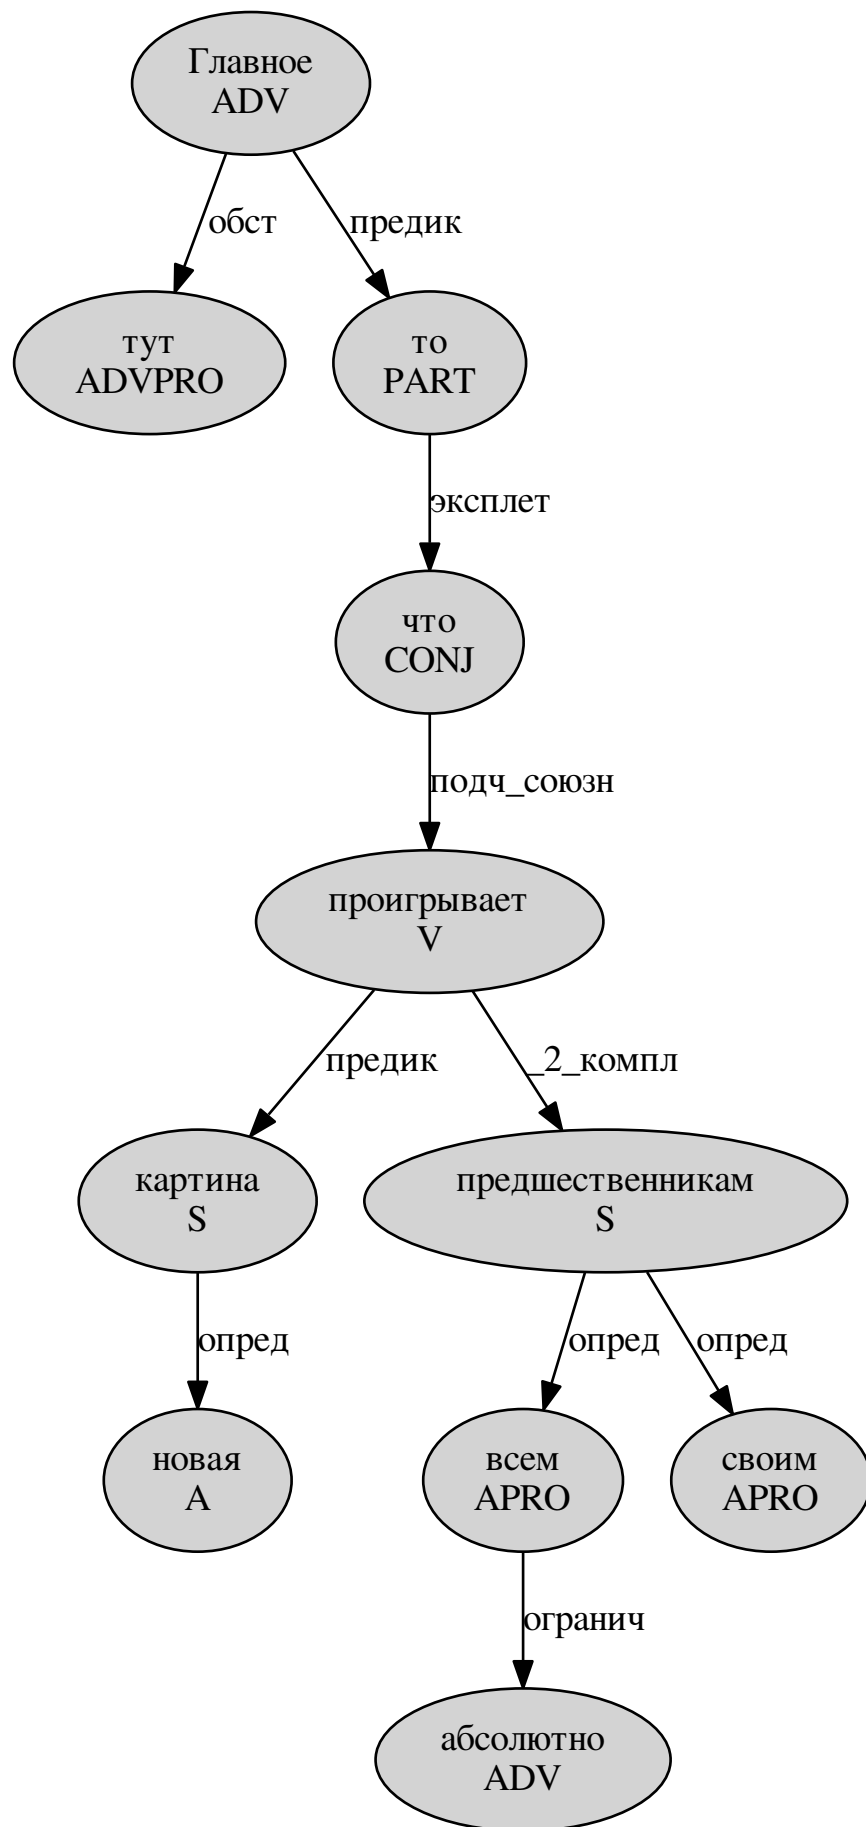 Главное
ADV
обст
предик
тут
ADVPRO
то
PART
эксплет
что
CONJ
подч_союзн
проигрывает
V
предик
_2_компл
картина
S
предшественникам
S
опред
опред
опред
новая
A
всем
APRO
своим
APRO
огранич
абсолютно
ADV